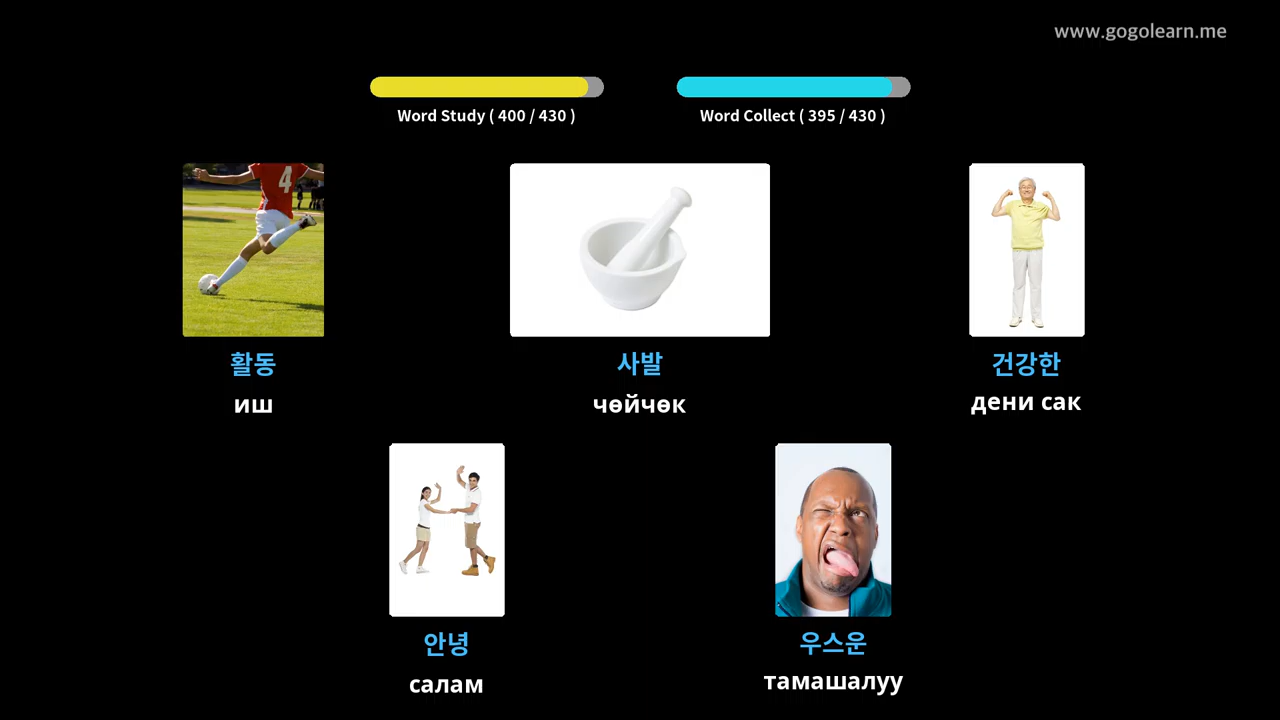 www.gogolearn.me
Word Study ( 400 / 430 )
Word Collect ( 395 / 430 )
4
활동
사발
건강한
иш
чөйчөк
дени сак
안녕
우스운
салам
тамашалуу